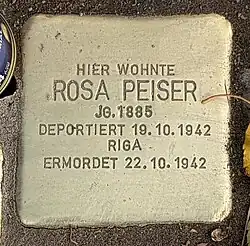 HIER WOHNTE
ROSA PEISER
JG. 1885
DEPORTIERT 19.10.1942
RIGA
ERMORDET 22.10.1942